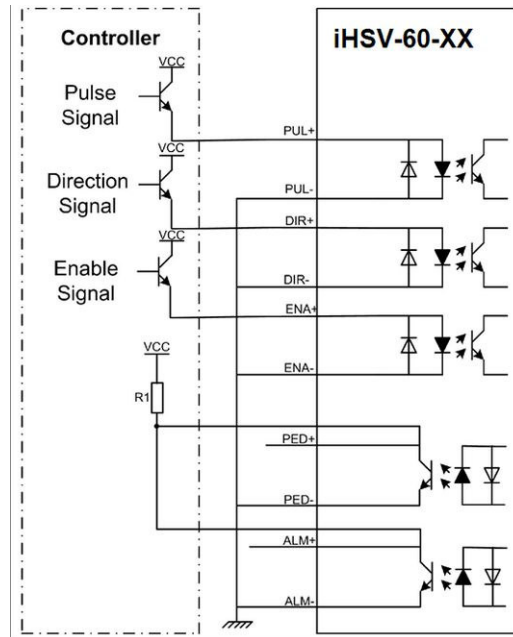 Controller
iHSV-60-XX
VCC
Pulse
Signal
PUL+
VCC
PUL-
Direction
Signal
DIR+
VCC
Enable
Signal
DIR-
ENA+
VCC
ENA-
R1
PED+
PED-
ALM+
ALM-